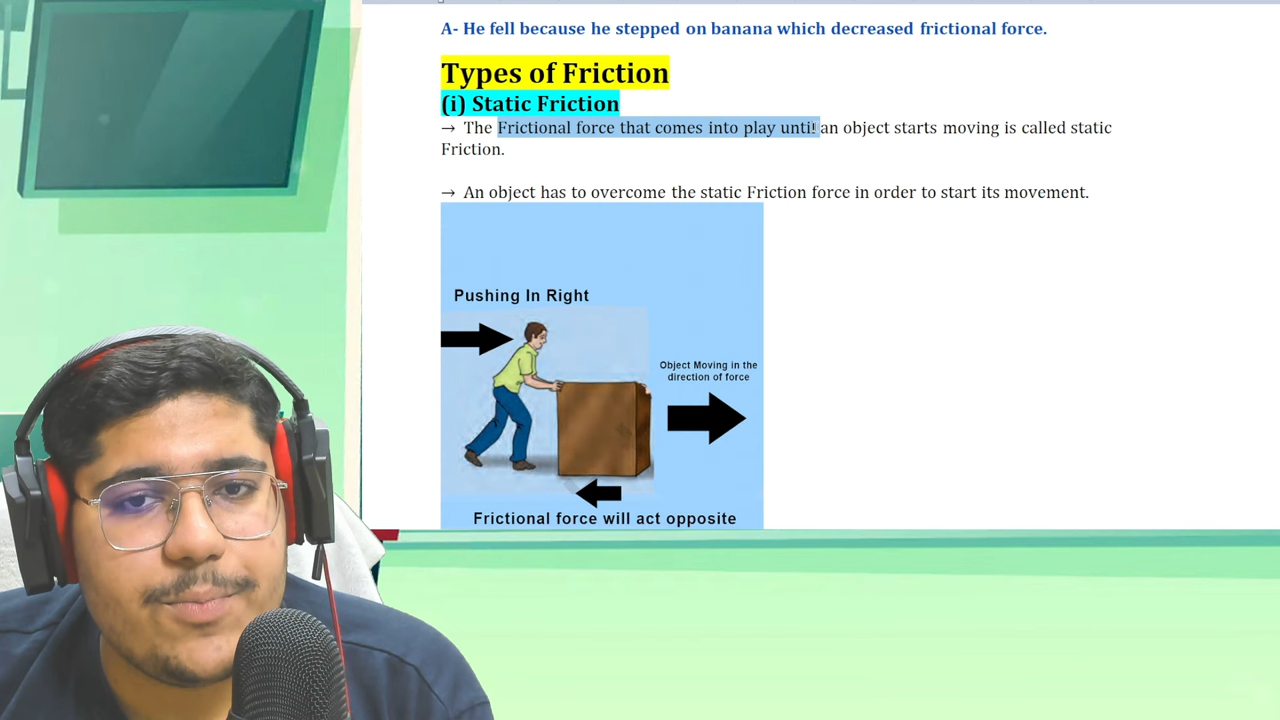 A- He fell because he stepped on banana which decreased frictional force.
Types of Friction
(i) Static Friction
→ The Frictional force that comes into play until an object starts moving is called static
Friction.
→ An object has to overcome the static Friction force in order to start its movement.
Pushing In Right
Object Moving in the
direction of force
Frictional force will act opposite